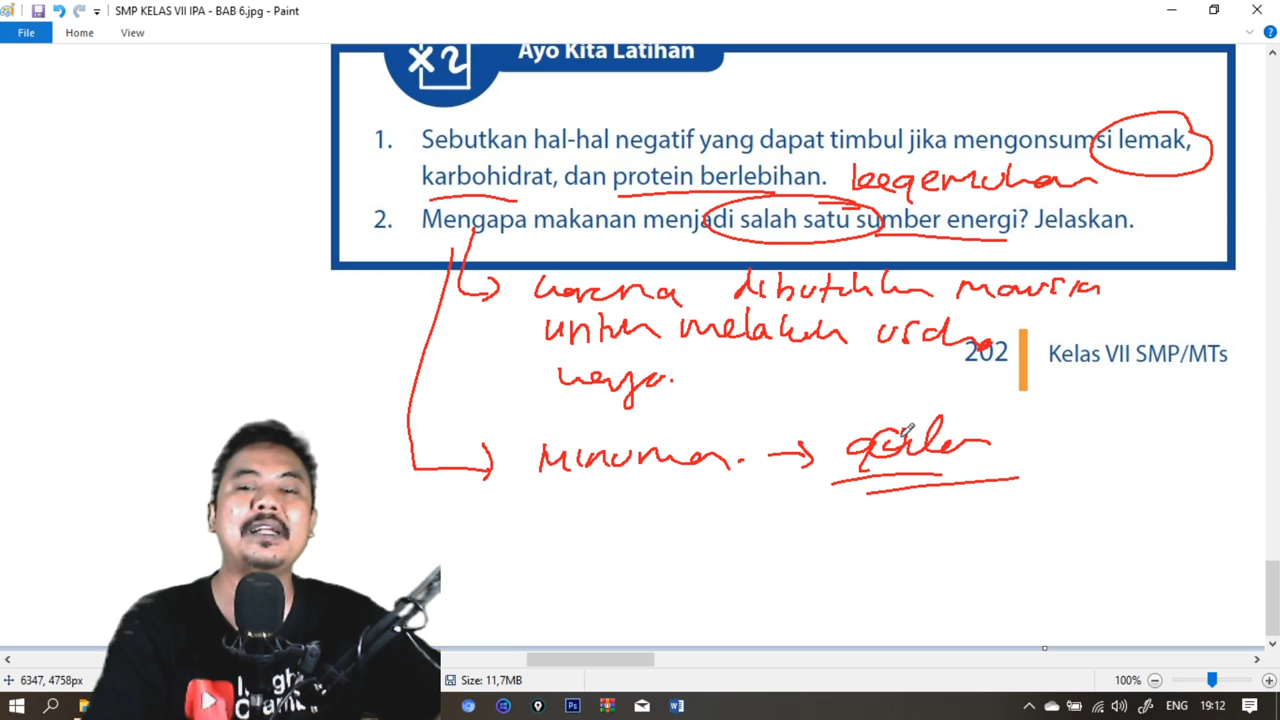 SMP KELAS VII IPA - BAB 6.jpg - Paint
File Home View
Ayo Kita Latihan
1. Sebutkan hal-hal negatif yang dapat timbul jika mengonsumsi lemak,
karbohidrat, dan protein berlebihan. kegemukan
2. Mengapa makanan menjadi salah satu sumber energi? Jelaskan.
karena dibutuhkan manusia
untuk melakukan usaha
kerja.
202 Kelas VII SMP/MTs
minuman.
6347, 4758px
Size: 11,7MB
100%
ENG 19:12